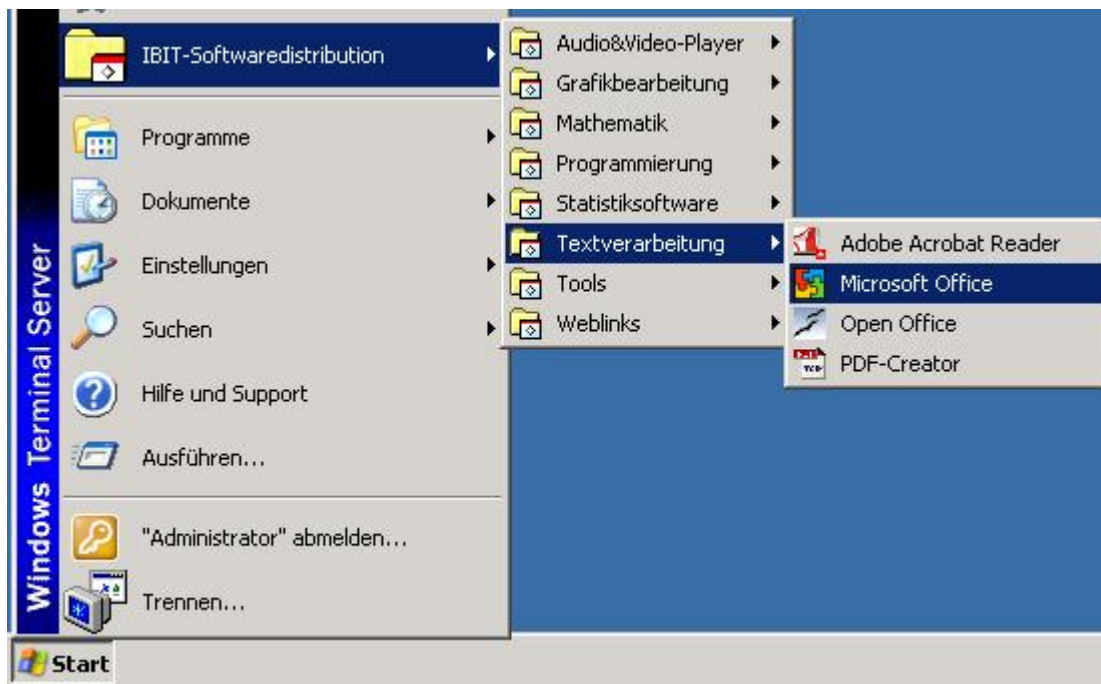 IBIT-Softwaredistribution
Programme
Dokumente
Einstellungen
Suchen
Hilfe und Support
Ausführen...
"Administrator" abmelden...
Trennen...
Windows Terminal Server
Start
Audio&Video-Player
Grafikbearbeitung
Mathematik
Programmierung
Statistiksoftware
Textverarbeitung
Tools
Weblinks
Adobe Acrobat Reader
Microsoft Office
Open Office
PDF-Creator